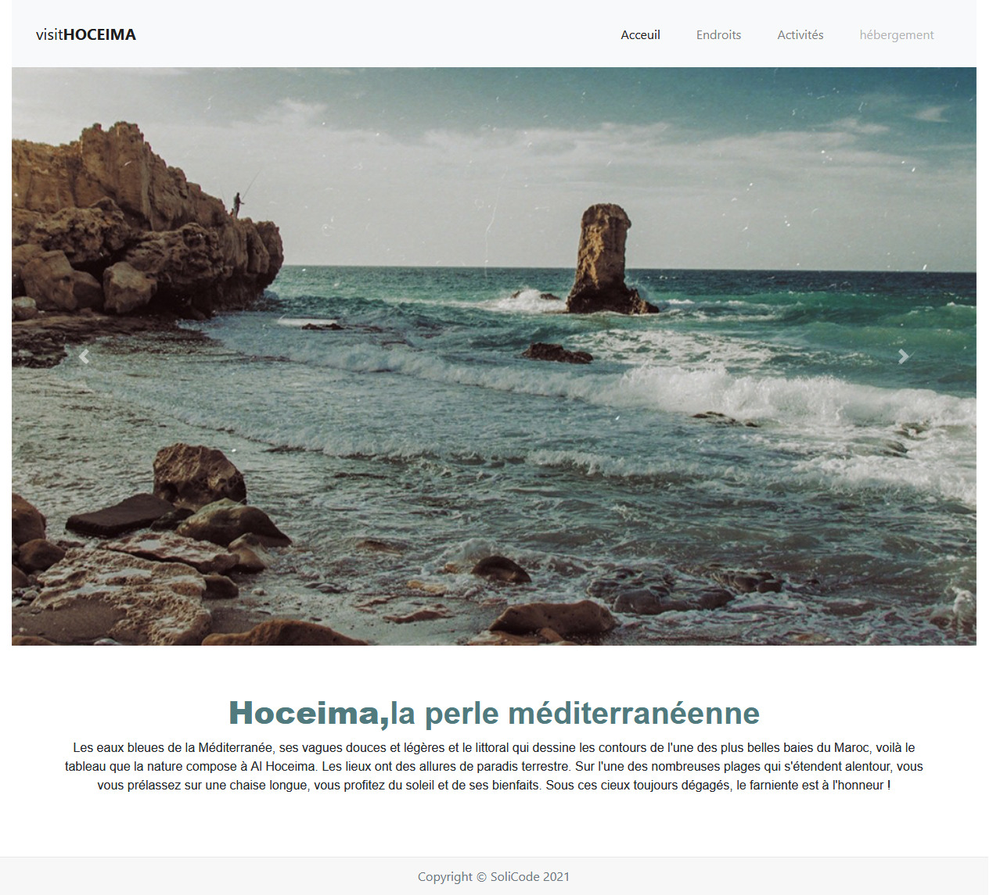 visitHOCEIMA
Acceuil Endroits Activités hébergement
Hoceima,la perle méditerranéenne
Les eaux bleues de la Méditerranée, ses vagues douces et légères et le littoral qui dessine les contours de l'une des plus belles baies du Maroc, voilà le
tableau que la nature compose à Al Hoceima. Les lieux ont des allures de paradis terrestre. Sur l'une des nombreuses plages qui s'étendent alentour, vous
vous prélassez sur une chaise longue, vous profitez du soleil et de ses bienfaits. Sous ces cieux toujours dégagés, le farniente est à l'honneur !
Copyright © SoliCode 2021